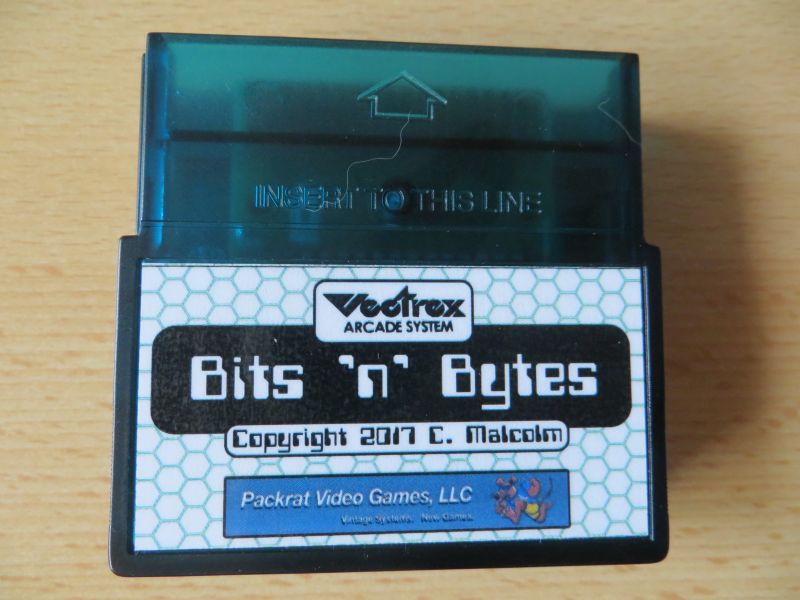 INSERT TO THIS LINE
Vectrex
ARCADE SYSTEM
Bits 'n' Bytes
Copyright 2017 C. Malcolm
Packrat Video Games, LLC
Vintage Systems. New Games.